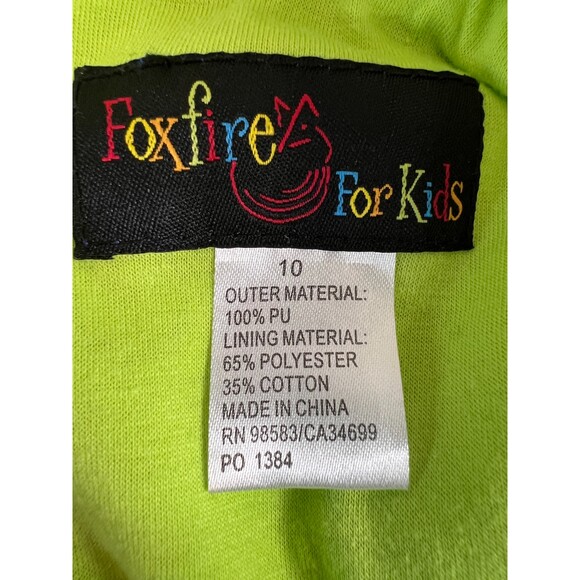 Foxfire
For Kids
10
OUTER MATERIAL:
100% PU
LINING MATERIAL:
65% POLYESTER
35% COTTON
MADE IN CHINA
RN 98583/CA34699
PO 1384